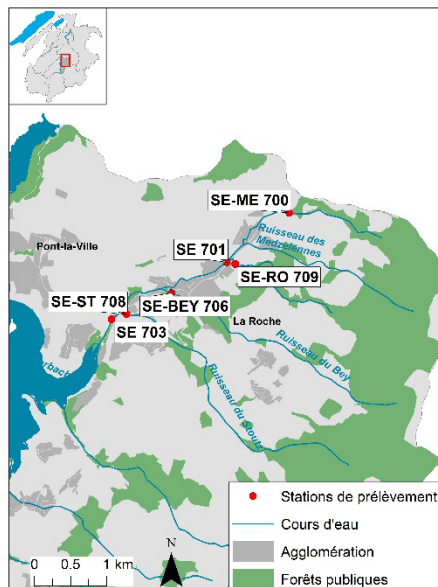 SE-ME 700
Ruisseau des
Medzelennes
Pont-la-Ville
SE 701
SE-RO 709
SE-ST 708
SE-BEY 706
SE 703
La Roche
Ruisseau du Bey
Ruisseau du Stoutz
erbach
N
Stations de prélèvement
Cours d'eau
Agglomération
Forêts publiques
0 0.5 1 km